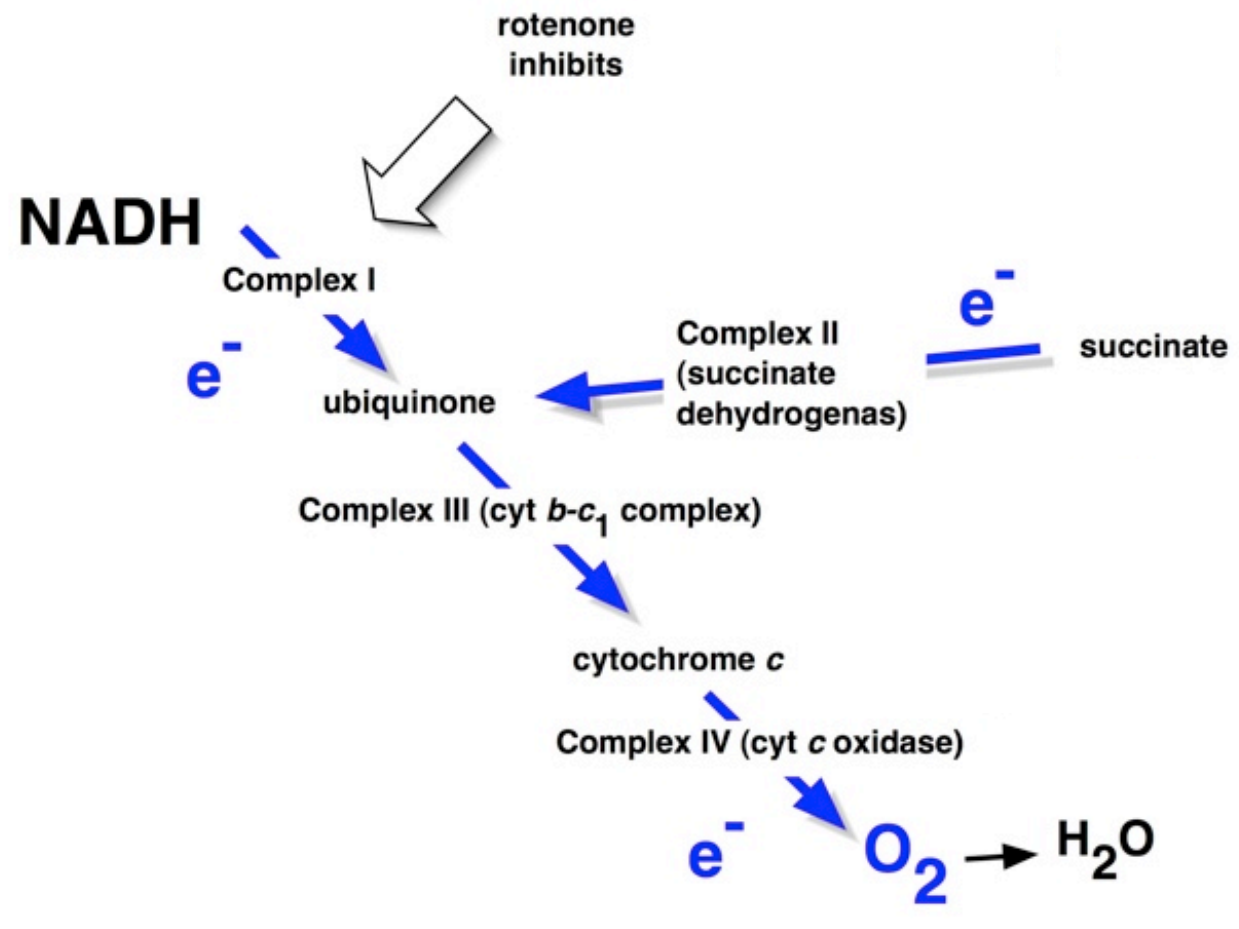 rotenone
inhibits
NADH
Complex I
e-
e-
Complex II
(succinate
dehydrogenas)
succinate
ubiquinone
Complex III (cyt b-c1 complex)
cytochrome c
Complex IV (cyt c oxidase)
e-
O2
H2O